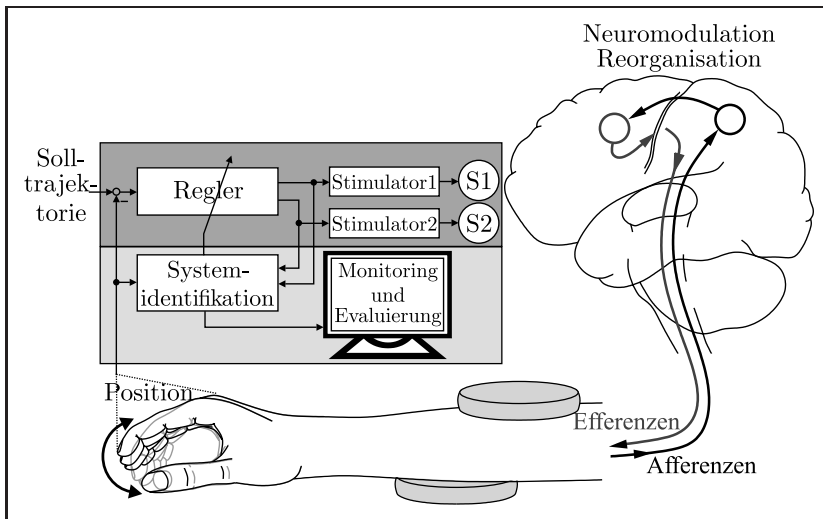 Neuromodulation
Reorganisation
Soll-
trajek-
torie
Regler
Stimulator1
S1
Stimulator2
S2
System-
identifikation
Monitoring
und
Evaluierung
Position
Efferenzen
Afferenzen